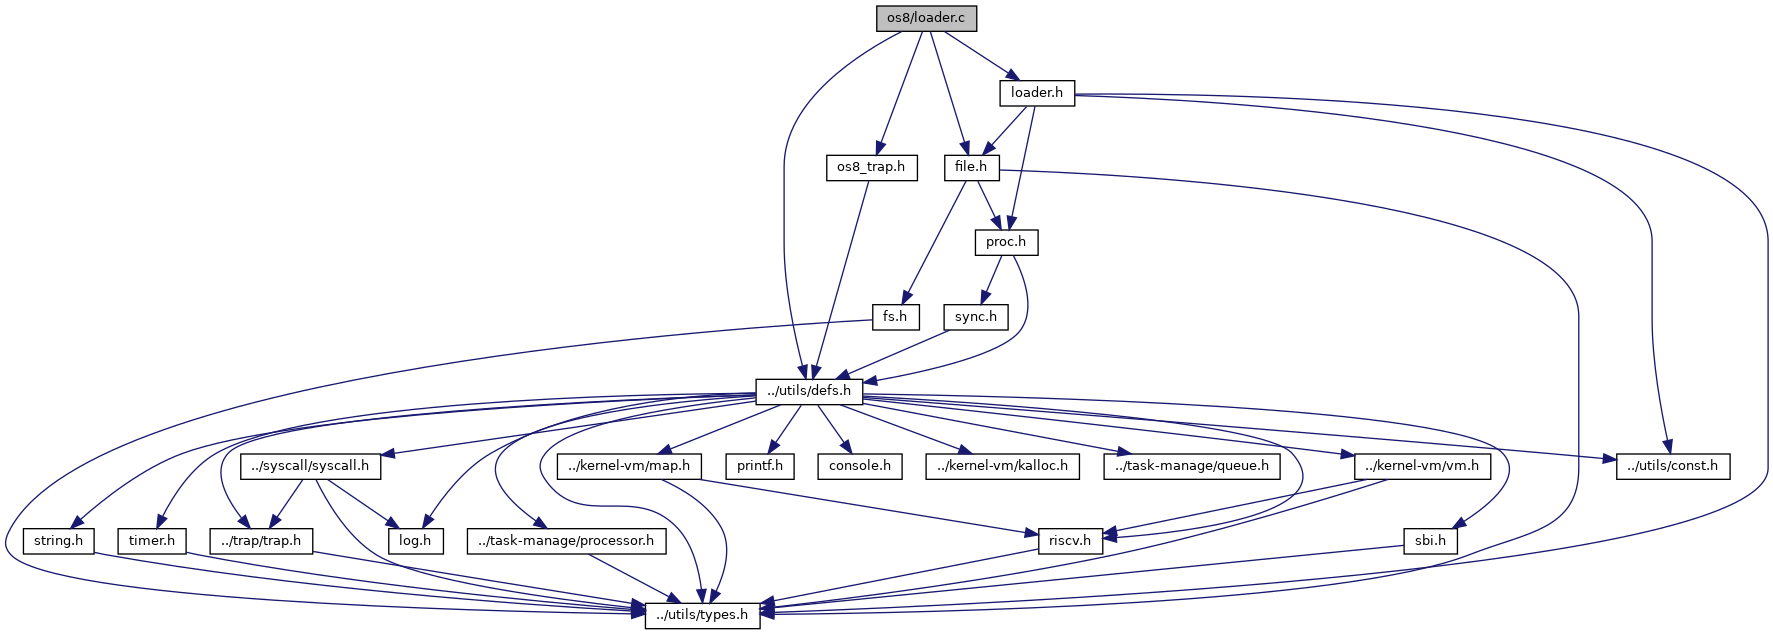 os8/loader.c
loader.h
os8_trap.h
file.h
proc.h
fs.h
sync.h
../utils/defs.h
../syscall/syscall.h
../kernel-vm/map.h
printf.h
console.h
../kernel-vm/kalloc.h
../task-manage/queue.h
../kernel-vm/vm.h
../utils/const.h
string.h
timer.h
../trap/trap.h
log.h
../task-manage/processor.h
riscv.h
sbi.h
../utils/types.h